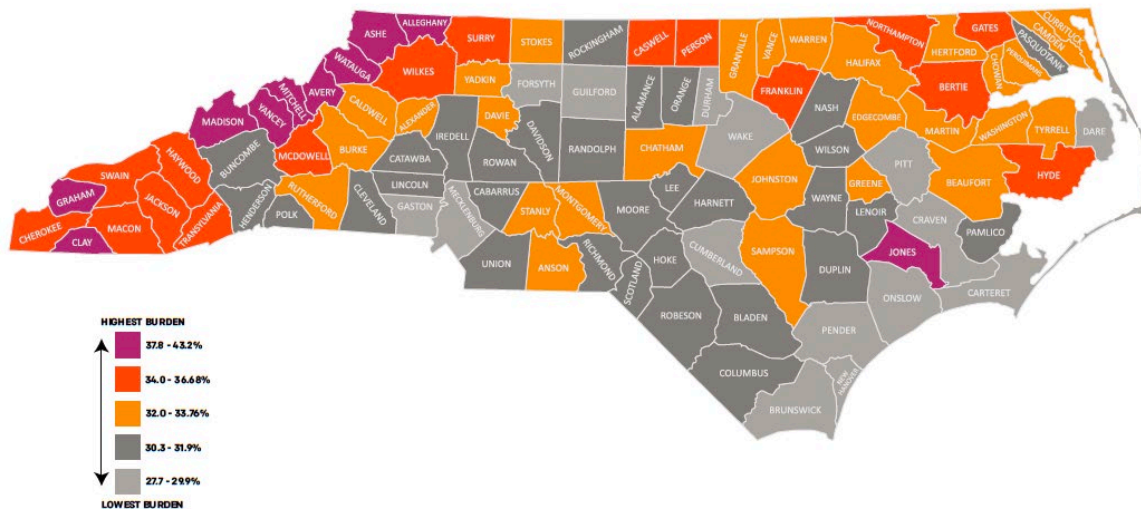 ASHE
ALLEGHANY
SURRY
STOKES
ROCKINGHAM
CASWELL
PERSON
GRANVILLE
VANCE
WARREN
NORTHAMPTON
GATES
HERTFORD
CURRITUCK
CAMDEN
PASQUOTANK
PERQUIMANS
CHOWAN
WATAUGA
WILKES
YADKIN
FORSYTH
GUILFORD
ALAMANCE
ORANGE
DURHAM
FRANKLIN
HALIFAX
BERTIE
AVERY
MITCHELL
YANCEY
MADISON
CALDWELL
ALEXANDER
DAVIE
IREDELL
DAVIDSON
RANDOLPH
CHATHAM
WAKE
NASH
EDGECOMBE
MARTIN
WASHINGTON
TYRRELL
DARE
HAYWOOD
BUNCOMBE
MCDOWELL
BURKE
CATAWBA
ROWAN
WILSON
PITT
BEAUFORT
HYDE
SWAIN
GRAHAM
JACKSON
RUTHERFORD
CLEVELAND
LINCOLN
GASTON
MECKLENBURG
CABARRUS
STANLY
MONTGOMERY
MOORE
LEE
HARNETT
JOHNSTON
WAYNE
GREENE
LENOIR
CRAVEN
PAMLICO
CHEROKEE
CLAY
MACON
TRANSYLVANIA
HENDERSON
POLK
UNION
ANSON
RICHMOND
SCOTLAND
HOKE
CUMBERLAND
SAMPSON
DUPLIN
JONES
ONSLOW
CARTERET
ROBESON
BLADEN
PENDER
COLUMBUS
BRUNSWICK
NEW
HANOVER
HIGHEST BURDEN
37.8 - 43.2%
34.0 - 36.68%
32.0 - 33.76%
30.3 - 31.9%
27.7 - 29.9%
LOWEST BURDEN